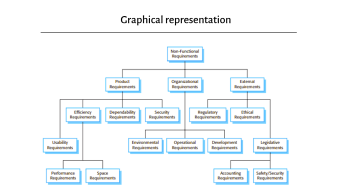 Graphical representation
Non-Functional
Requirements
Product
Requirements
Organizational
Requirements
External
Requirements
Efficiency
Requirements
Dependability
Requirements
Security
Requirements
Regulatory
Requirements
Ethical
Requirements
Usability
Requirements
Environmental
Requirements
Operational
Requirements
Development
Requirements
Legislative
Requirements
Performance
Requirements
Space
Requirements
Accounting
Requirements
Safety/Security
Requirements